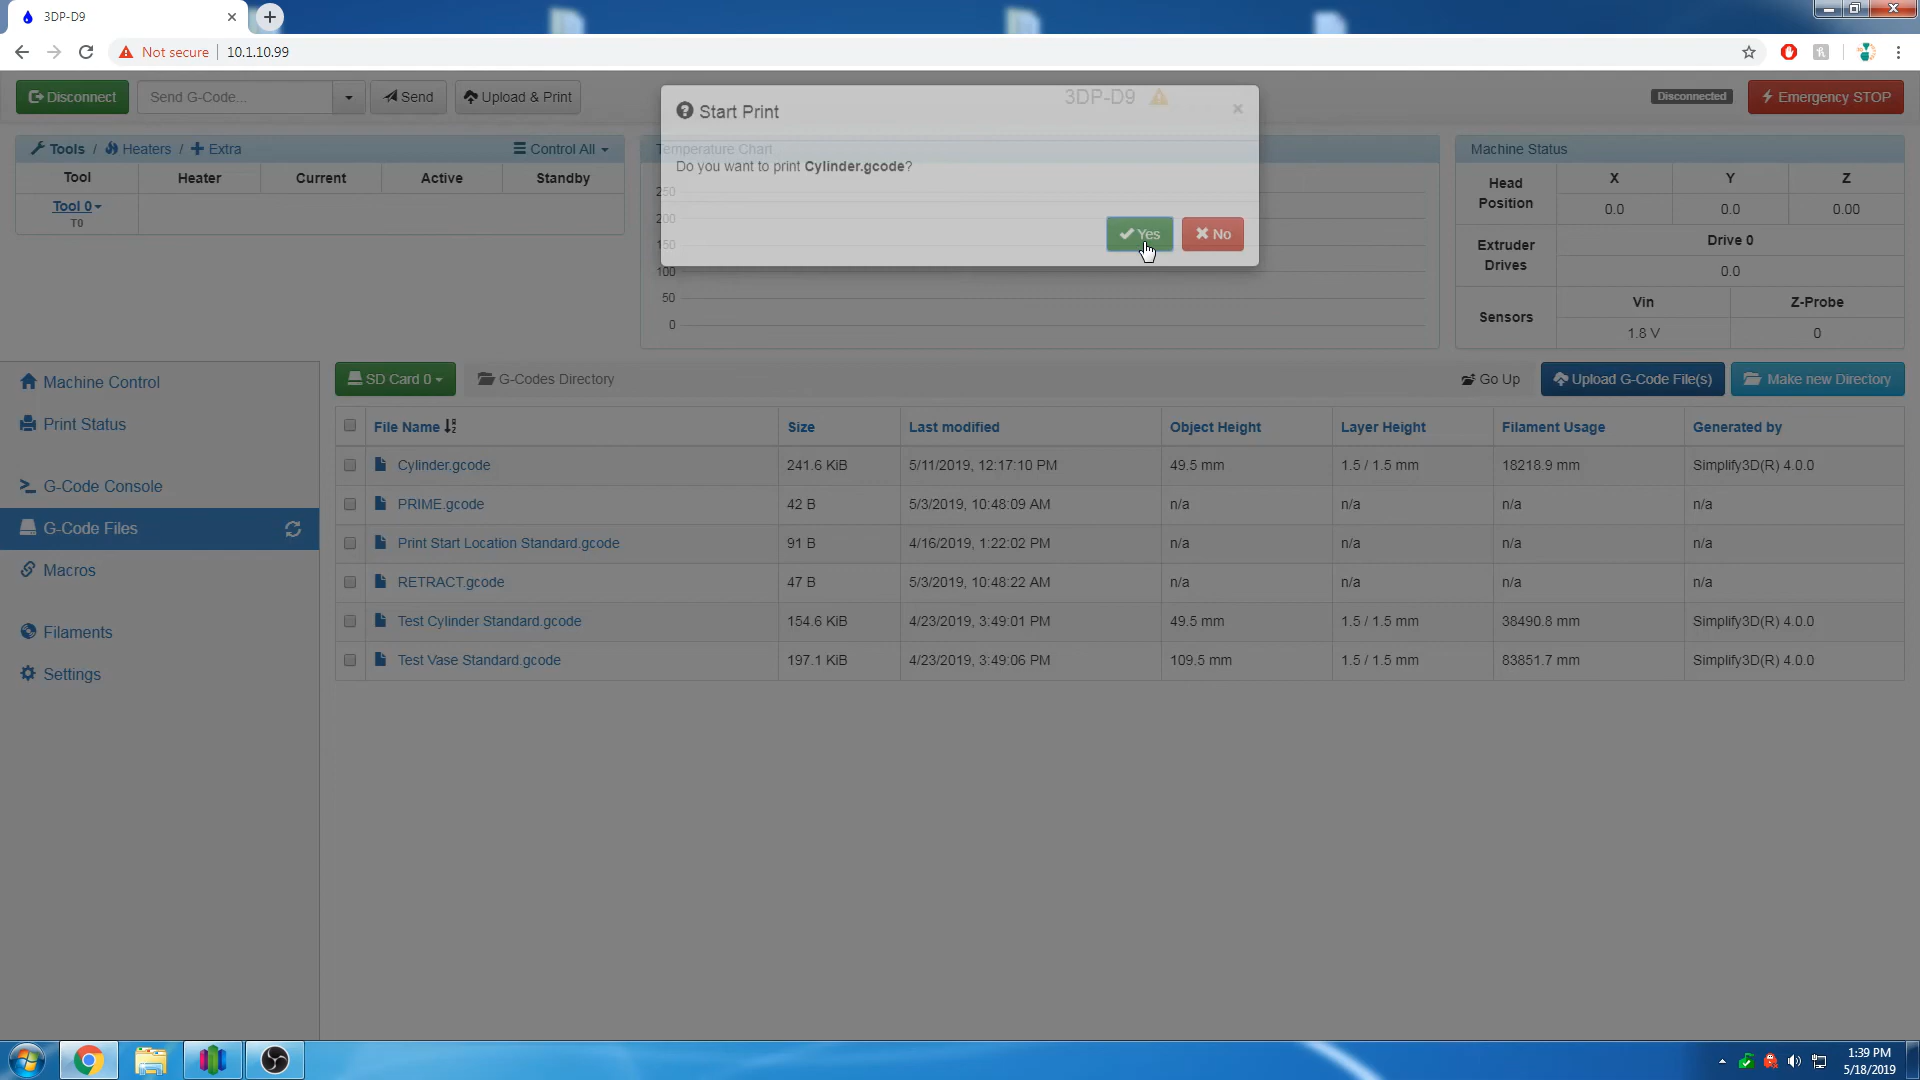 3DP-D9
Not secure
10.1.10.99
Disconnect
Send G-Code...
Send
Upload & Print
3DP-D9
Disconnected
Emergency STOP
Start Print
Do you want to print Cylinder.gcode?
Yes
No
Tools / Heaters / Extra
Control All
Tool Heater Current Active Standby
Tool 0
T0
Temperature Chart
250
200
150
100
50
0
Machine Status
Head Position
X Y Z
0.0 0.0 0.00
Extruder Drives
Drive 0
0.0
Sensors
Vin Z-Probe
1.8 V 0
Machine Control
Print Status
G-Code Console
G-Code Files
Macros
Filaments
Settings
SD Card 0
G-Codes Directory
Go Up
Upload G-Code File(s)
Make new Directory
File Name Size Last modified Object Height Layer Height Filament Usage Generated by
Cylinder.gcode 241.6 KiB 5/11/2019, 12:17:10 PM 49.5 mm 1.5 / 1.5 mm 18218.9 mm Simplify3D(R) 4.0.0
PRIME.gcode 42 B 5/3/2019, 10:48:09 AM n/a n/a n/a n/a
Print Start Location Standard.gcode 91 B 4/16/2019, 1:22:02 PM n/a n/a n/a n/a
RETRACT.gcode 47 B 5/3/2019, 10:48:22 AM n/a n/a n/a n/a
Test Cylinder Standard.gcode 154.6 KiB 4/23/2019, 3:49:01 PM 49.5 mm 1.5 / 1.5 mm 38490.8 mm Simplify3D(R) 4.0.0
Test Vase Standard.gcode 197.1 KiB 4/23/2019, 3:49:06 PM 109.5 mm 1.5 / 1.5 mm 83851.7 mm Simplify3D(R) 4.0.0
1:39 PM
5/18/2019